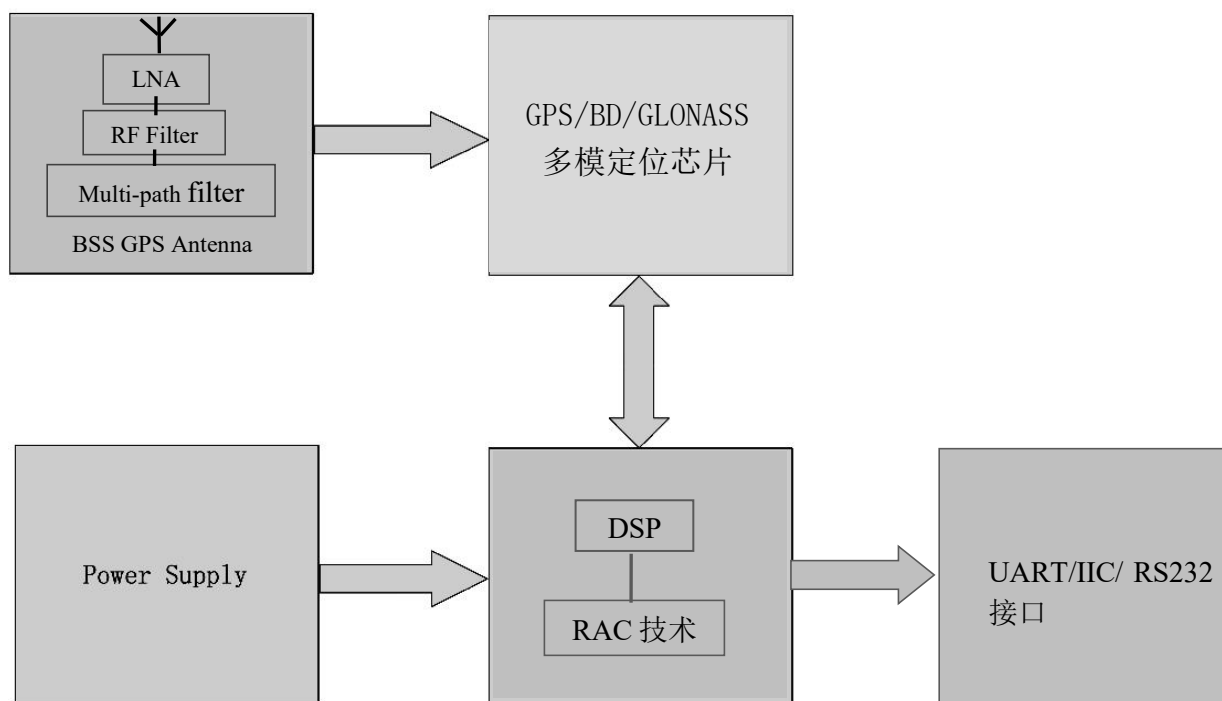 LNA
RF Filter
Multi-path filter
BSS GPS Antenna
GPS/BD/GLONASS
多模定位芯片
Power Supply
DSP
RAC 技术
UART/IIC/ RS232
接口